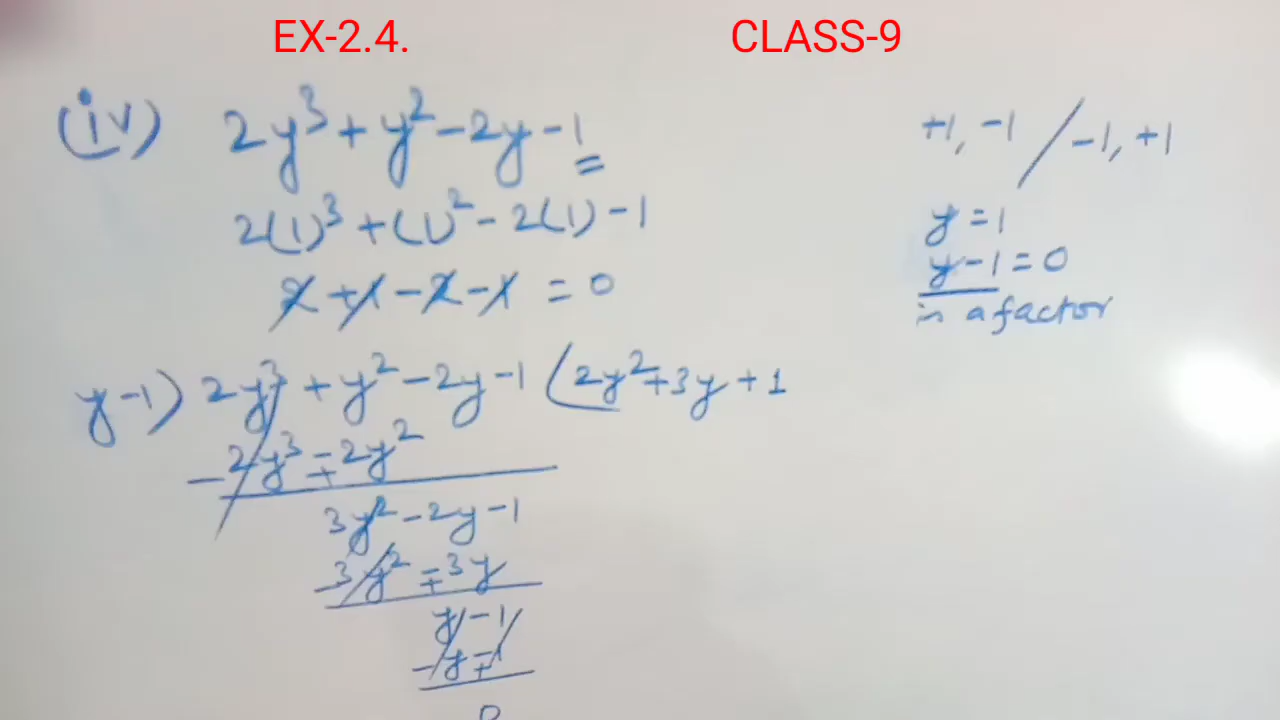 EX-2.4. CLASS-9
(iv) 2y³ + y² - 2y - 1
+1, -1 / -1, +1
2(1)³ + (1)² - 2(1) - 1
y = 1
y - 1 = 0
is a factor
2 + 1 - 2 - 1 = 0
y - 1) 2y³ + y² - 2y - 1 (2y² + 3y + 1
- 2y³ ∓ 2y²
3y² - 2y - 1
- 3y² ∓ 3y
y - 1
- y ∓ 1
0